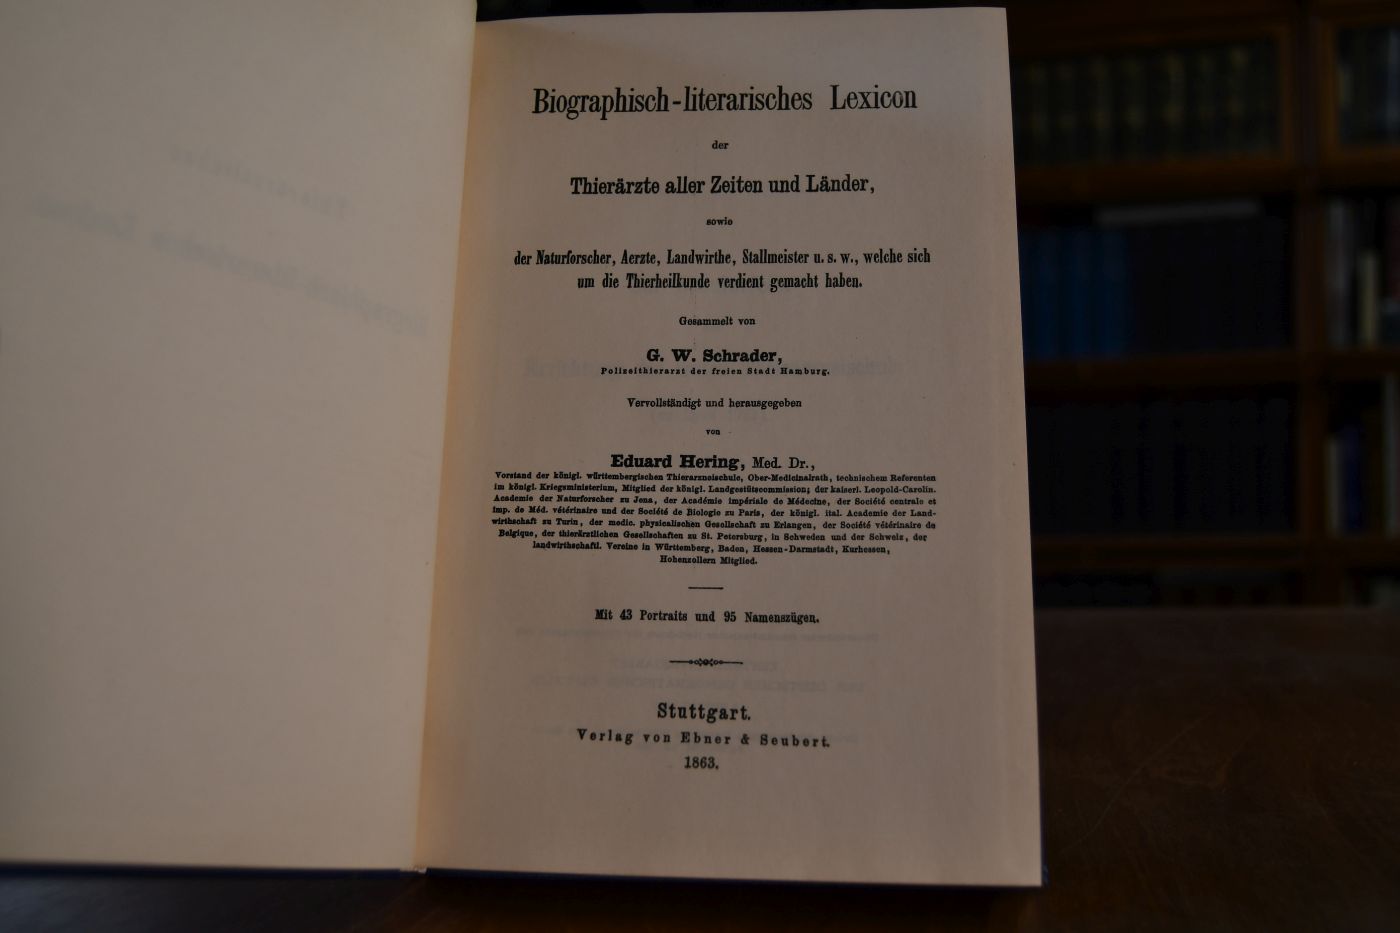 Biographisch-literarisches Lexicon
der
Thierärzte aller Zeiten und Länder,
sowie
der Naturforscher, Aerzte, Landwirthe, Stallmeister u. s. w., welche sich
um die Thierheilkunde verdient gemacht haben.
Gesammelt von
G. W. Schrader,
Polizeithierarzt der freien Stadt Hamburg.
Vervollständigt und herausgegeben
von
Eduard Hering, Med. Dr.,
Vorstand der königl. württembergischen Thierarzneischule, Ober-Medicinalrath, technischem Referenten
im königl. Kriegsministerium, Mitglied der königl. Landgestütscommission; der kaiserl. Leopold-Carolin.
Academie der Naturforscher zu Jena, der Académie impériale de Médecine, der Société centrale et
imp. de Méd. vétérinaire und der Société de Biologie zu Paris, der königl. ital. Academie der Land-
wirthschaft zu Turin, der medic. physicalischen Gesellschaft zu Erlangen, der Société vétérinaire de
Belgique, der thierärztlichen Gesellschaften zu St. Petersburg, in Schweden und der Schweiz, der
landwirthschaftl. Vereine in Württemberg, Baden, Hessen-Darmstadt, Kurhessen,
Hohenzollern Mitglied.
Mit 43 Portraits und 95 Namenszügen.
Stuttgart.
Verlag von Ebner & Seubert.
1863.